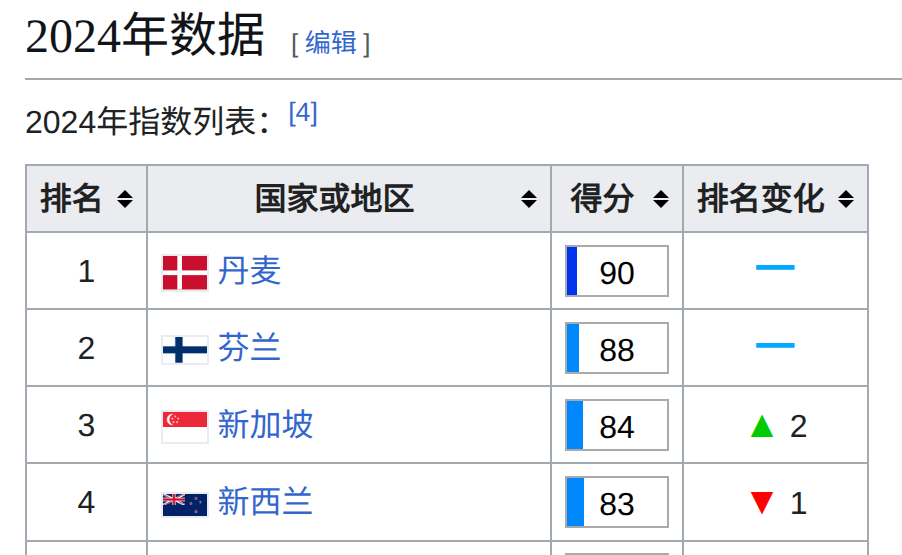 2024年数据 [ 编辑 ]
2024年指数列表：[4]
排名 国家或地区 得分 排名变化
1 丹麦 90 —
2 芬兰 88 —
3 新加坡 84 ▲ 2
4 新西兰 83 ▼ 1